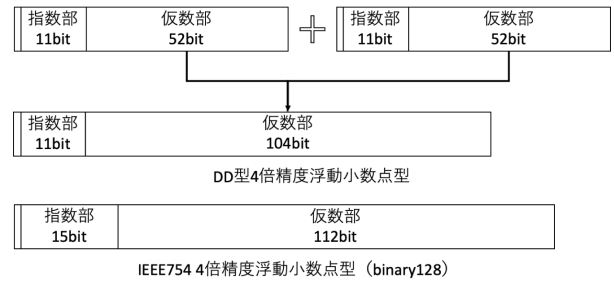 指数部 仮数部 指数部 仮数部
11bit 52bit 11bit 52bit
指数部 仮数部
11bit 104bit
DD型4倍精度浮動小数点型
指数部 仮数部
15bit 112bit
IEEE754 4倍精度浮動小数点型（binary128）